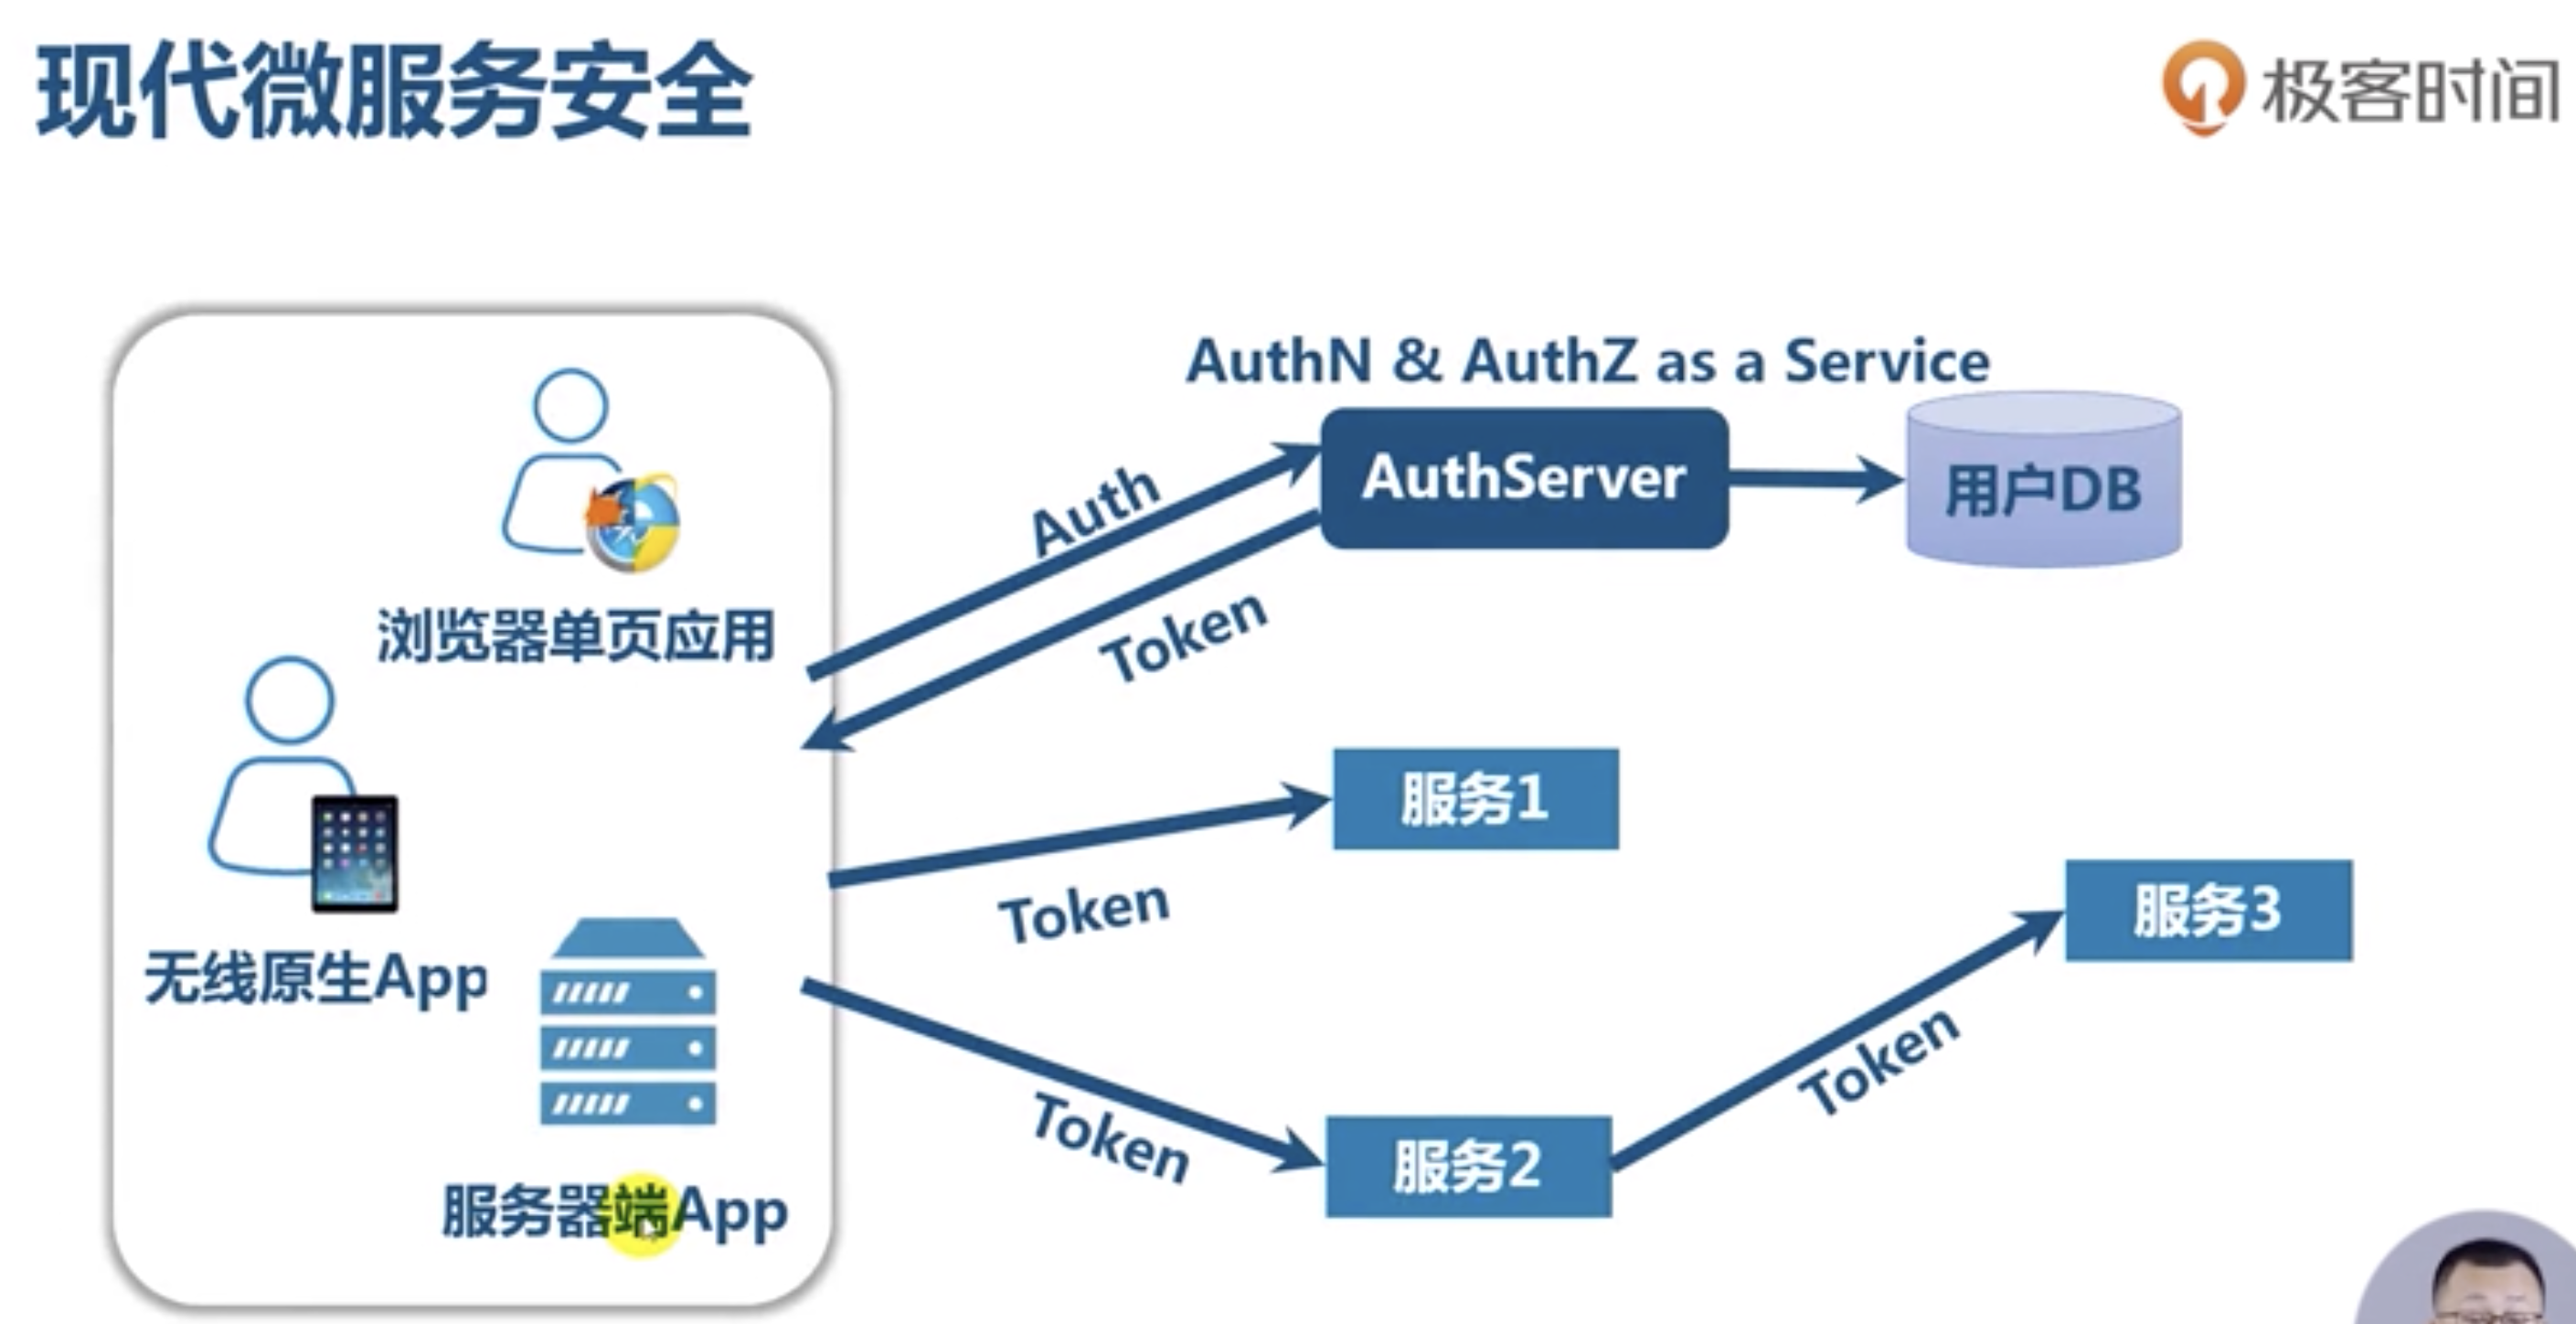 现代微服务安全
极客时间
AuthN & AuthZ as a Service
AuthServer
用户DB
Auth
Token
浏览器单页应用
无线原生App
服务器端App
服务1
Token
服务3
Token
服务2
Token